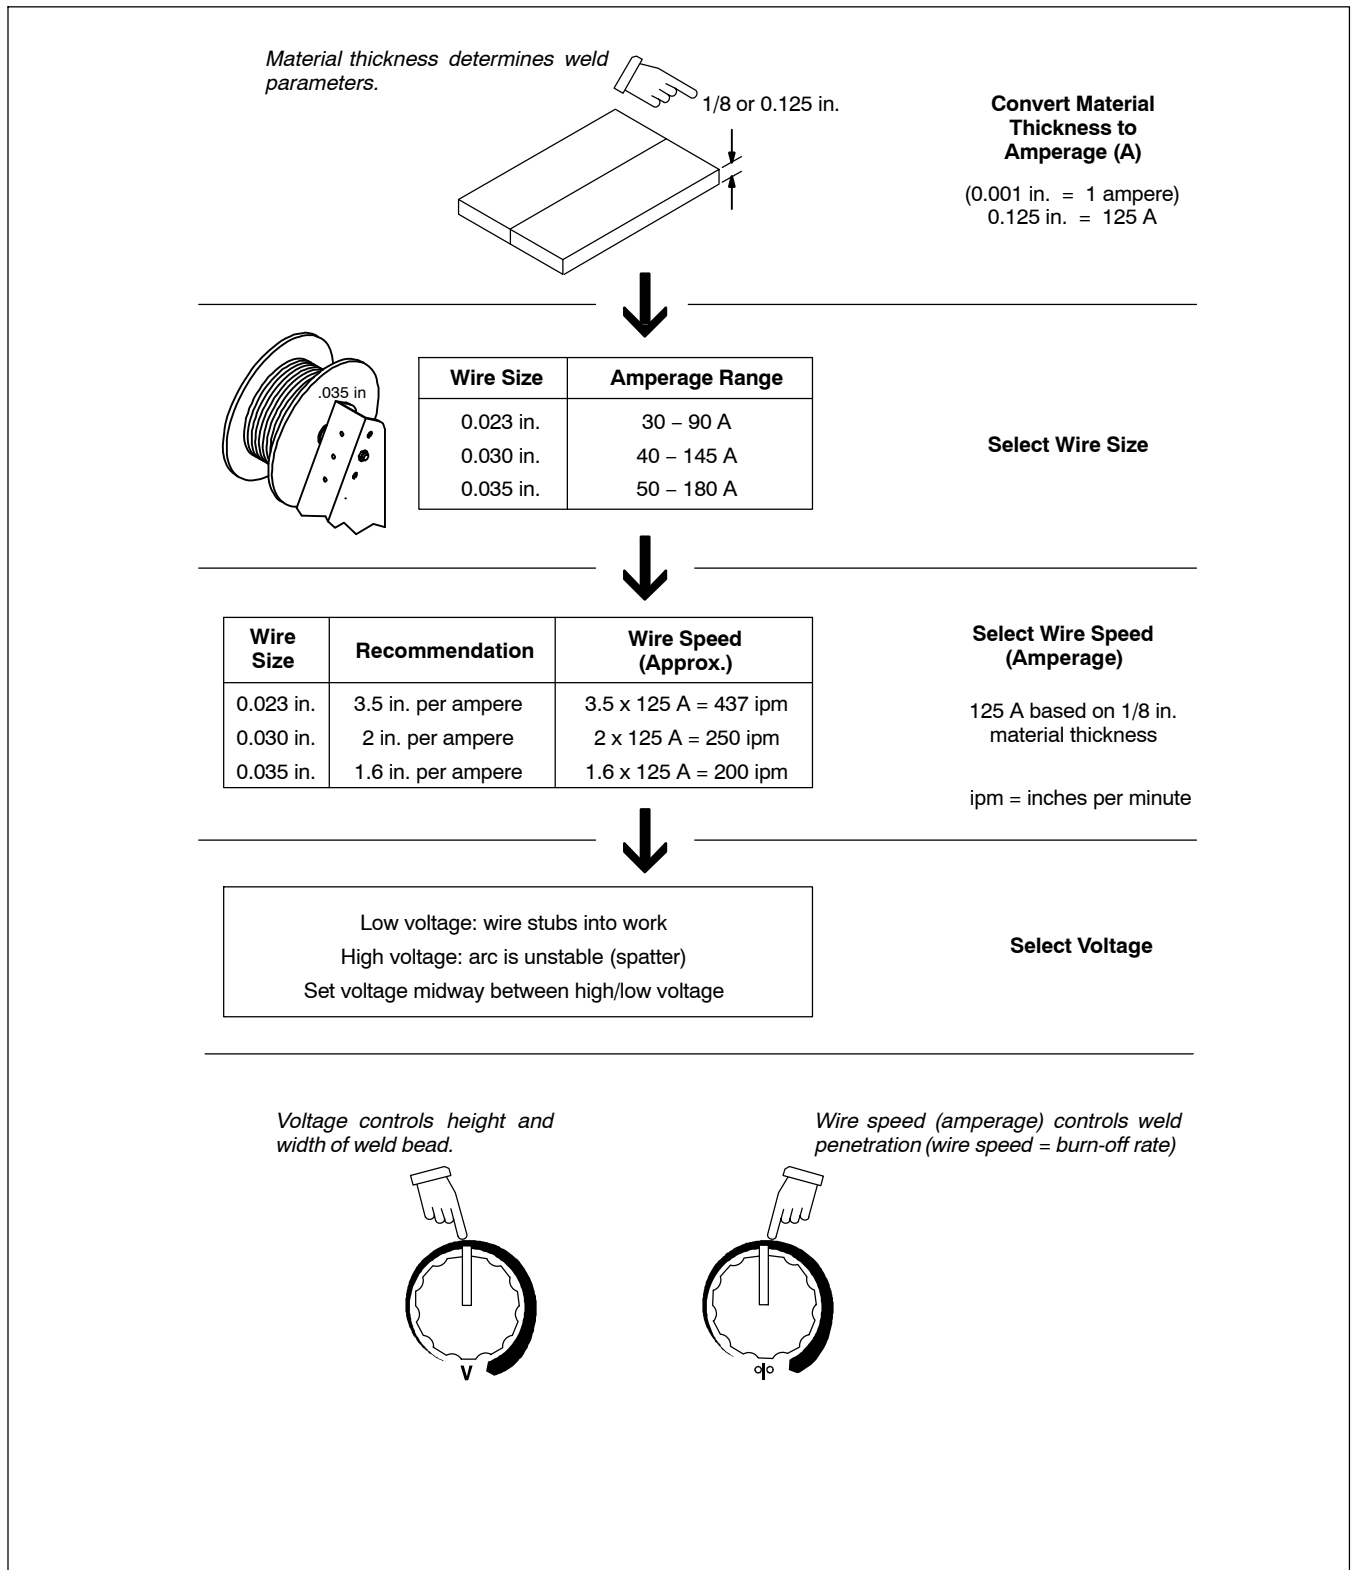 Material thickness determines weld
parameters.
1/8 or 0.125 in.
Convert Material
Thickness to
Amperage (A)
(0.001 in. = 1 ampere)
0.125 in. = 125 A
.035 in
Wire Size Amperage Range
0.023 in. 30 – 90 A
0.030 in. 40 – 145 A
0.035 in. 50 – 180 A
Select Wire Size
Wire
Size
Recommendation
Wire Speed
(Approx.)
0.023 in. 3.5 in. per ampere 3.5 x 125 A = 437 ipm
0.030 in. 2 in. per ampere 2 x 125 A = 250 ipm
0.035 in. 1.6 in. per ampere 1.6 x 125 A = 200 ipm
Select Wire Speed
(Amperage)
125 A based on 1/8 in.
material thickness
ipm = inches per minute
Low voltage: wire stubs into work
High voltage: arc is unstable (spatter)
Set voltage midway between high/low voltage
Select Voltage
Voltage controls height and
width of weld bead.
Wire speed (amperage) controls weld
penetration (wire speed = burn-off rate)
V